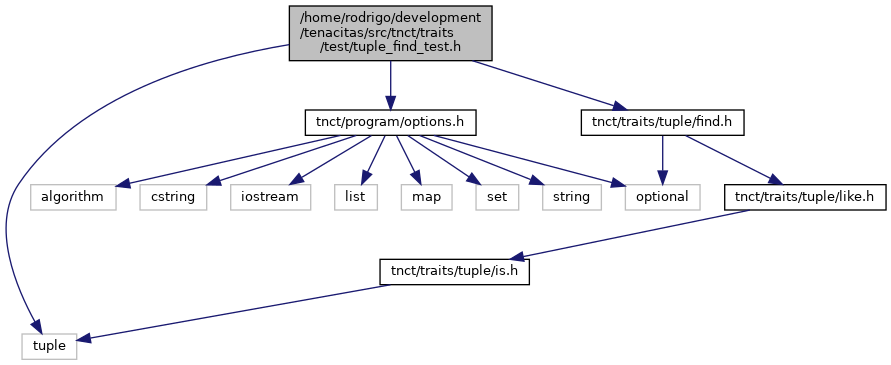 /home/rodrigo/development
/tenacitas/src/tnct/traits
/test/tuple_find_test.h
tnct/program/options.h
tnct/traits/tuple/find.h
algorithm
cstring
iostream
list
map
set
string
optional
tnct/traits/tuple/like.h
tnct/traits/tuple/is.h
tuple